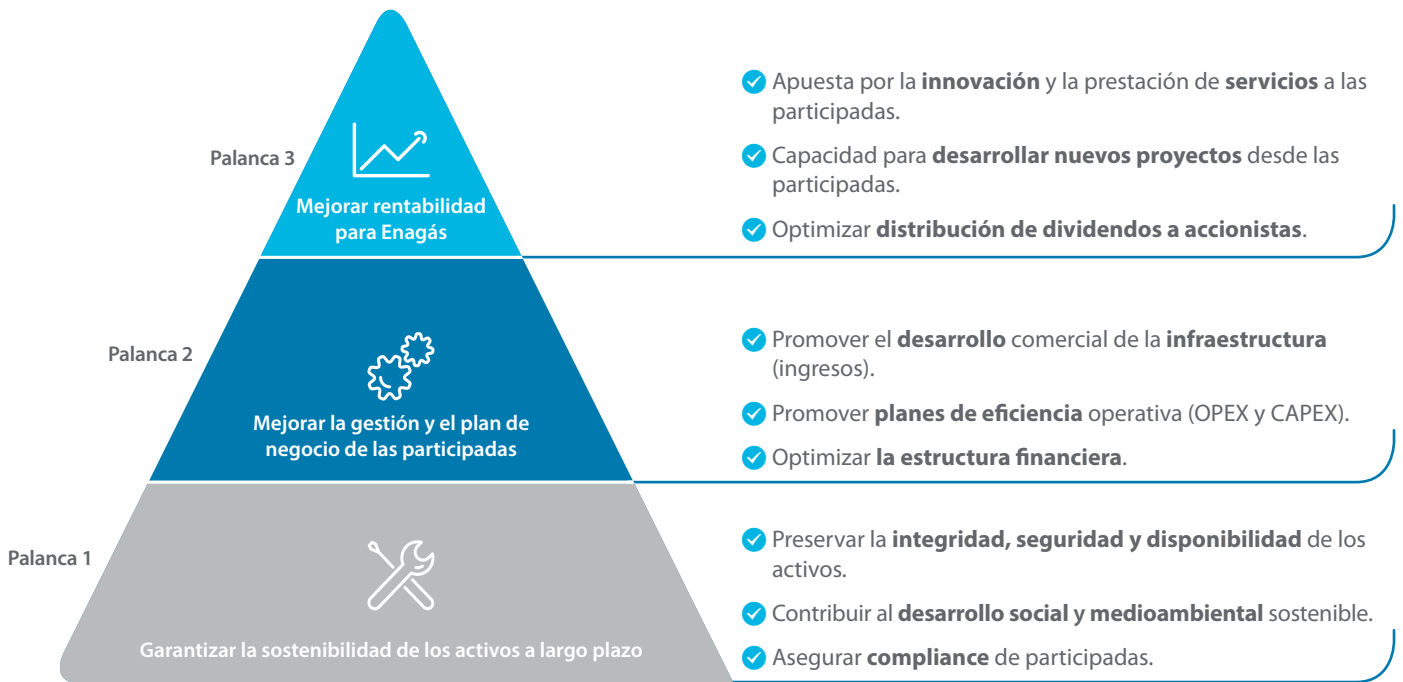 Palanca 3
Mejorar rentabilidad
para Enagás
Apuesta por la innovación y la prestación de servicios a las
participadas.
Capacidad para desarrollar nuevos proyectos desde las
participadas.
Optimizar distribución de dividendos a accionistas.
Palanca 2
Mejorar la gestión y el plan de
negocio de las participadas
Promover el desarrollo comercial de la infraestructura
(ingresos).
Promover planes de eficiencia operativa (OPEX y CAPEX).
Optimizar la estructura financiera.
Palanca 1
Garantizar la sostenibilidad de los activos a largo plazo
Preservar la integridad, seguridad y disponibilidad de los
activos.
Contribuir al desarrollo social y medioambiental sostenible.
Asegurar compliance de participadas.